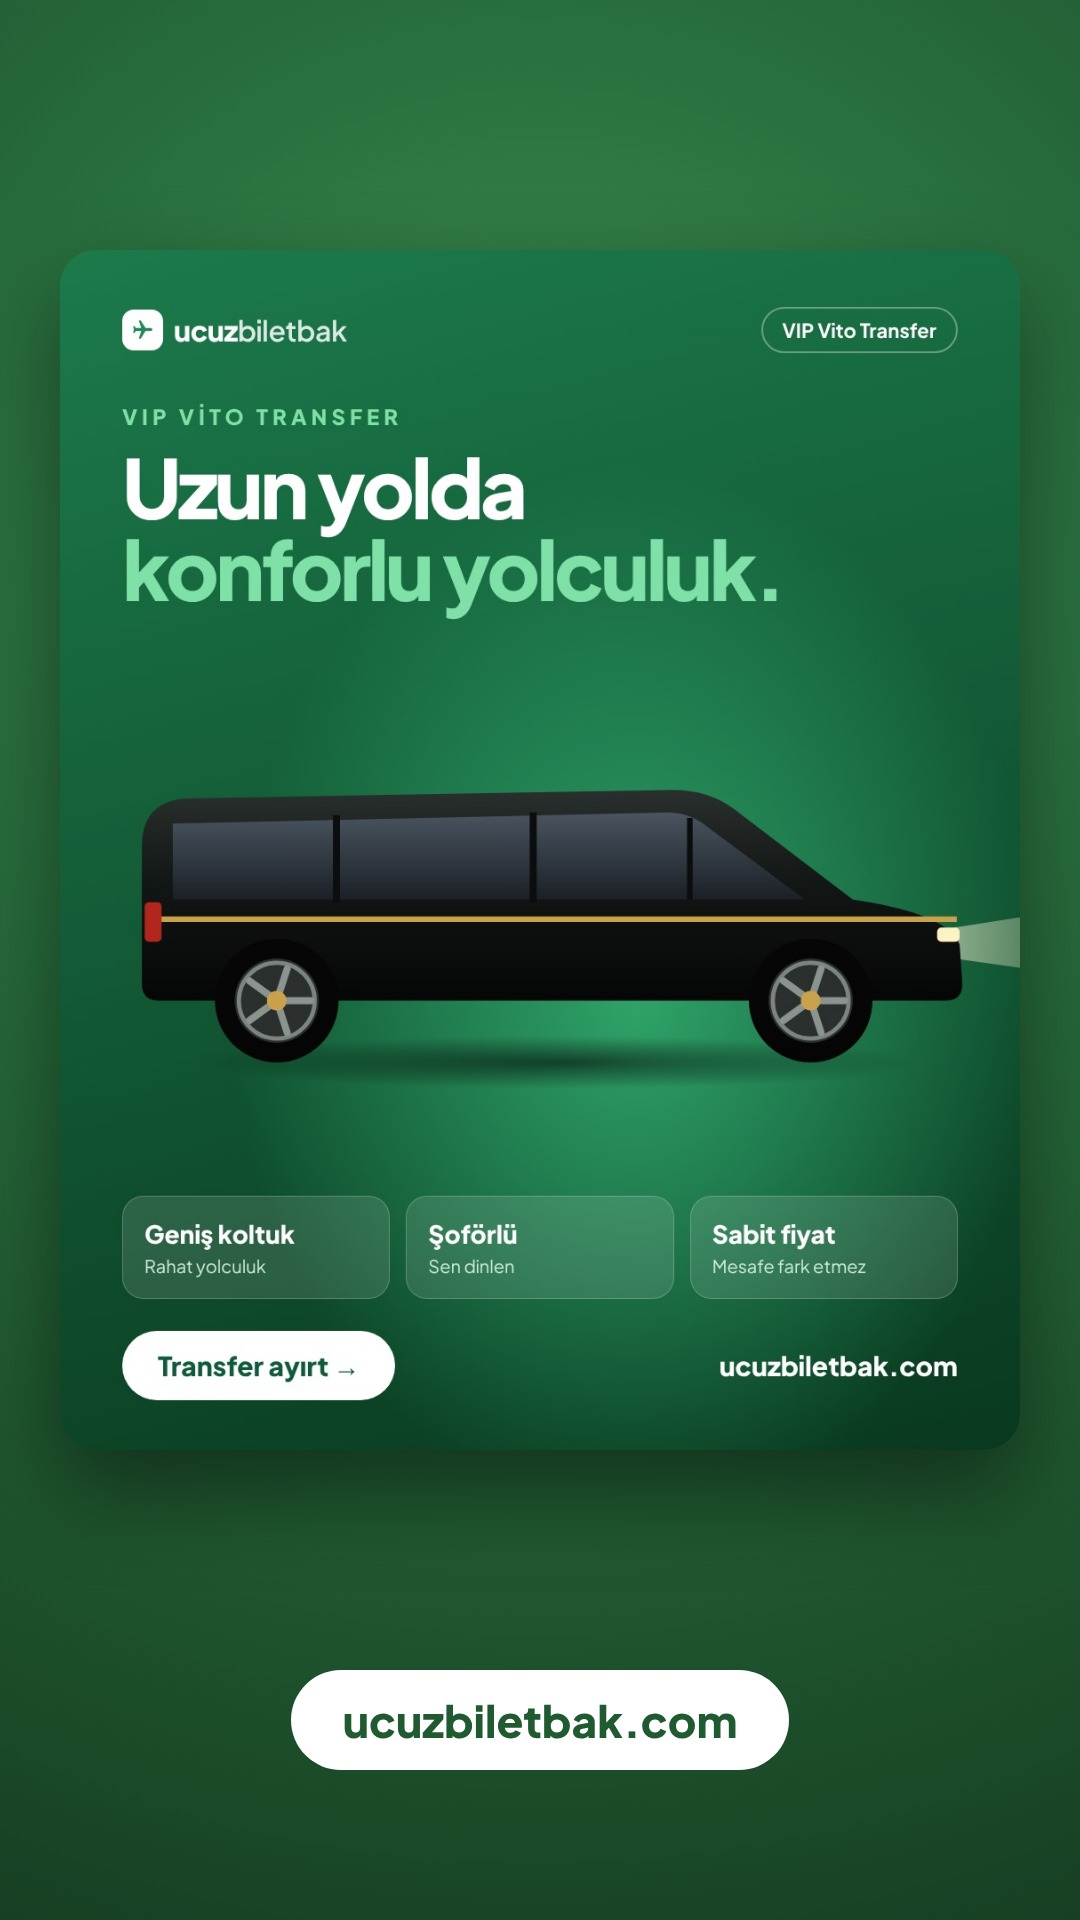 ucuzbiletbak
VIP Vito Transfer
VIP VİTO TRANSFER
Uzun yolda
konforlu yolculuk.
Geniş koltuk
Rahat yolculuk
Şoförlü
Sen dinlen
Sabit fiyat
Mesafe fark etmez
Transfer ayırt →
ucuzbiletbak.com
ucuzbiletbak.com